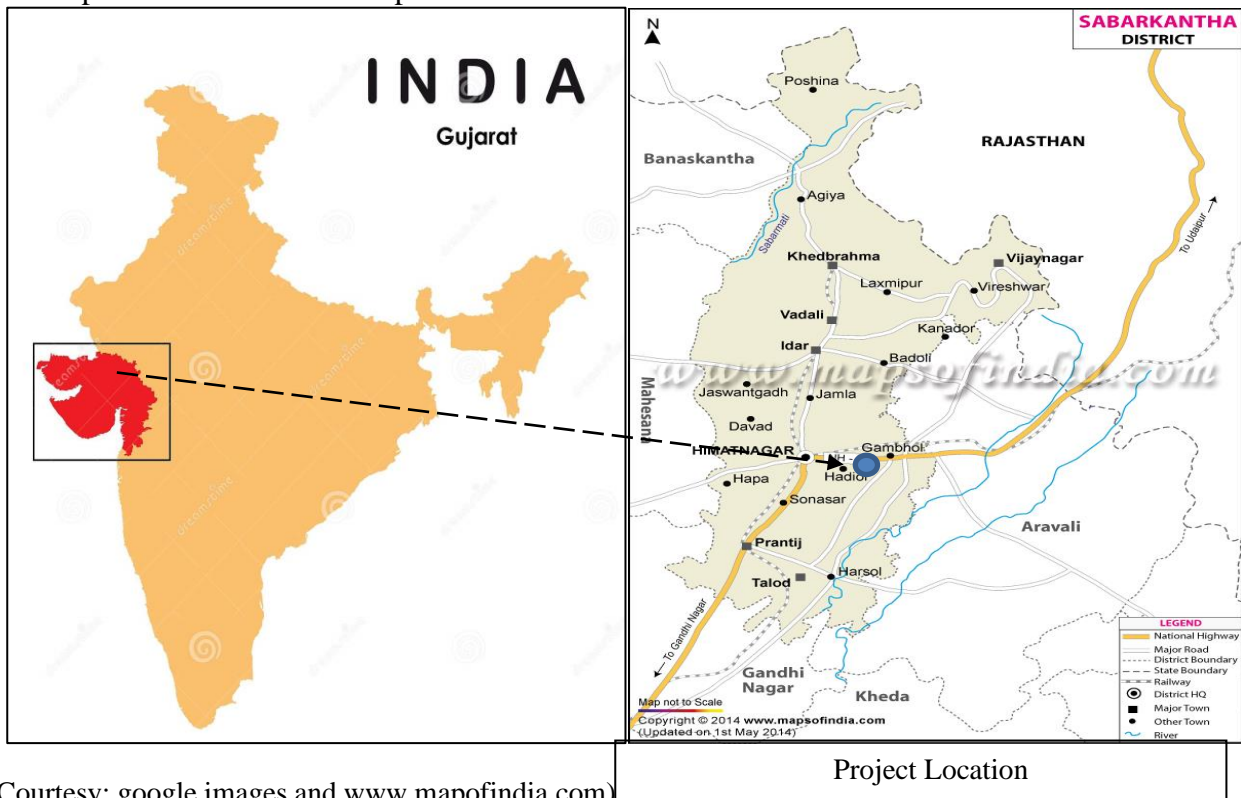 INDIA
Gujarat
SABARKANTHA
DISTRICT
N
Poshina
RAJASTHAN
Banaskantha
Agiya
Sabarmati
To Udaipur
Khedbrahma
Vijaynagar
Laxmipur
Vireshwar
Vadali
Kanador
Idar
Badoli
www.mapsofindia.com
Mahesana
Jaswantgadh
Jamla
Davad
HIMATNAGAR
NH
Gambhoi
Hadiol
Hapa
Sonasar
Aravali
Prantij
Talod
Harsol
To Gandhi Nagar
Gandhi
Nagar
Kheda
LEGEND
National Highway
Major Road
District Boundary
State Boundary
Railway
District HQ
Major Town
Other Town
River
Map not to Scale
Copyright © 2014 www.mapsofindia.com
(Updated on 1st May 2014)
Project Location
Courtesy: google images and www.mapofindia.com)